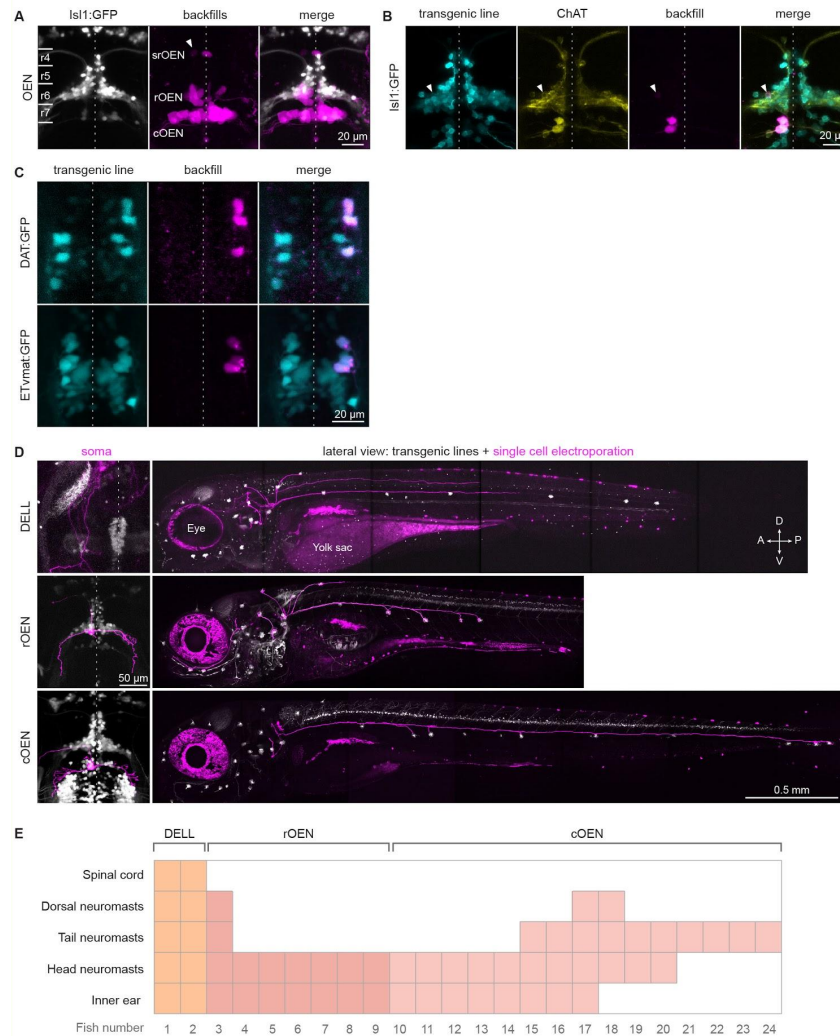 A
Isl1:GFP
backfills
merge
OEN
r4
r5
r6
r7
srOEN
rOEN
cOEN
20 µm
B
transgenic line
ChAT
backfill
merge
Isl1:GFP
20 µm
C
transgenic line
backfill
merge
DAT:GFP
ETvmat:GFP
20 µm
D
soma
lateral view: transgenic lines + single cell electroporation
DELL
Eye
Yolk sac
D
A P
V
rOEN
50 µm
cOEN
0.5 mm
E
DELL rOEN cOEN
Spinal cord
Dorsal neuromasts
Tail neuromasts
Head neuromasts
Inner ear
Fish number 1 2 3 4 5 6 7 8 9 10 11 12 13 14 15 16 17 18 19 20 21 22 23 24